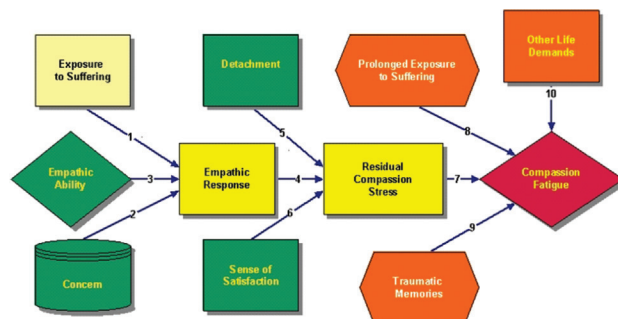 Exposure
to Suffering
Detachment
Prolonged Exposure
to Suffering
Other Life
Demands
10
1
5
8
Empathic
Ability
3
Empathic
Response
4
Residual
Compassion
Stress
7
Compassion
Fatigue
2
6
9
Concern
Sense of
Satisfaction
Traumatic
Memories